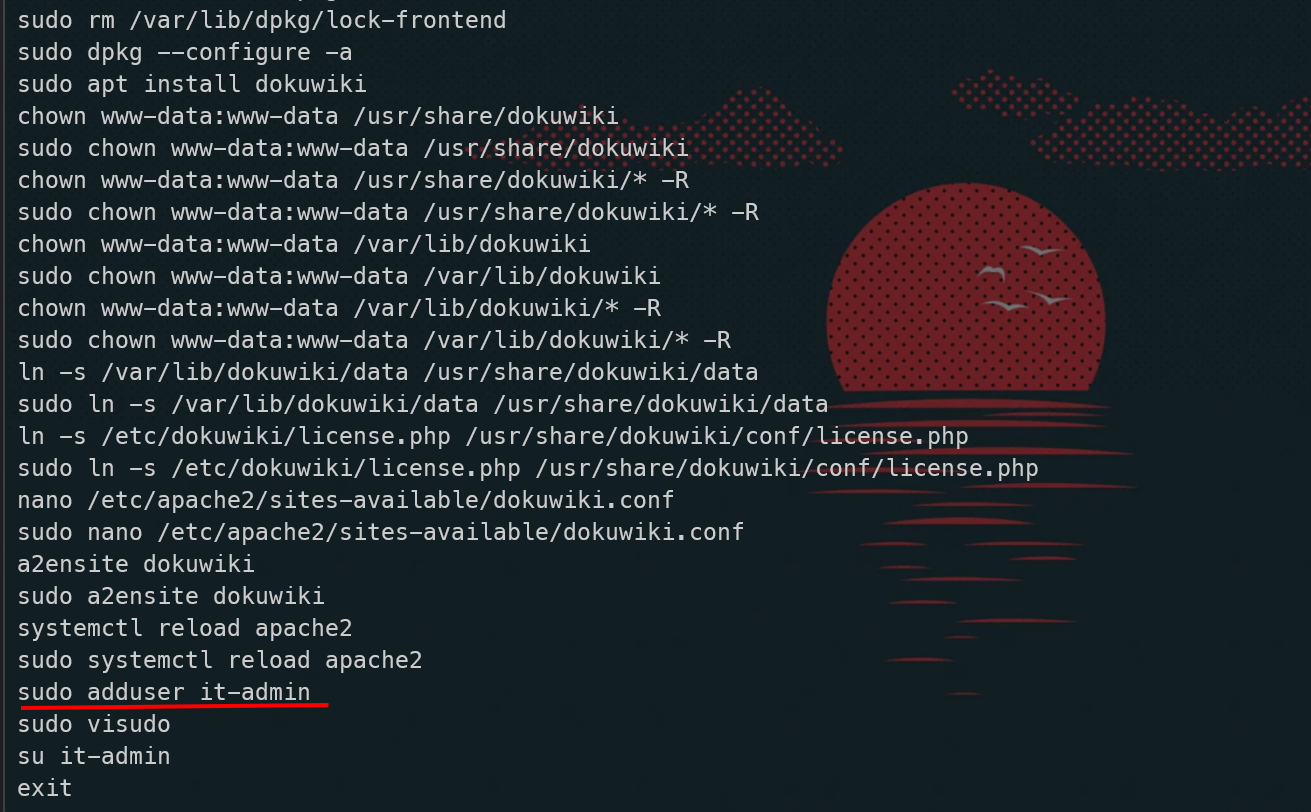 sudo rm /var/lib/dpkg/lock-frontend
sudo dpkg --configure -a
sudo apt install dokuwiki
chown www-data:www-data /usr/share/dokuwiki
sudo chown www-data:www-data /usr/share/dokuwiki
chown www-data:www-data /usr/share/dokuwiki/* -R
sudo chown www-data:www-data /usr/share/dokuwiki/* -R
chown www-data:www-data /var/lib/dokuwiki
sudo chown www-data:www-data /var/lib/dokuwiki
chown www-data:www-data /var/lib/dokuwiki/* -R
sudo chown www-data:www-data /var/lib/dokuwiki/* -R
ln -s /var/lib/dokuwiki/data /usr/share/dokuwiki/data
sudo ln -s /var/lib/dokuwiki/data /usr/share/dokuwiki/data
ln -s /etc/dokuwiki/license.php /usr/share/dokuwiki/conf/license.php
sudo ln -s /etc/dokuwiki/license.php /usr/share/dokuwiki/conf/license.php
nano /etc/apache2/sites-available/dokuwiki.conf
sudo nano /etc/apache2/sites-available/dokuwiki.conf
a2ensite dokuwiki
sudo a2ensite dokuwiki
systemctl reload apache2
sudo systemctl reload apache2
sudo adduser it-admin
sudo visudo
su it-admin
exit